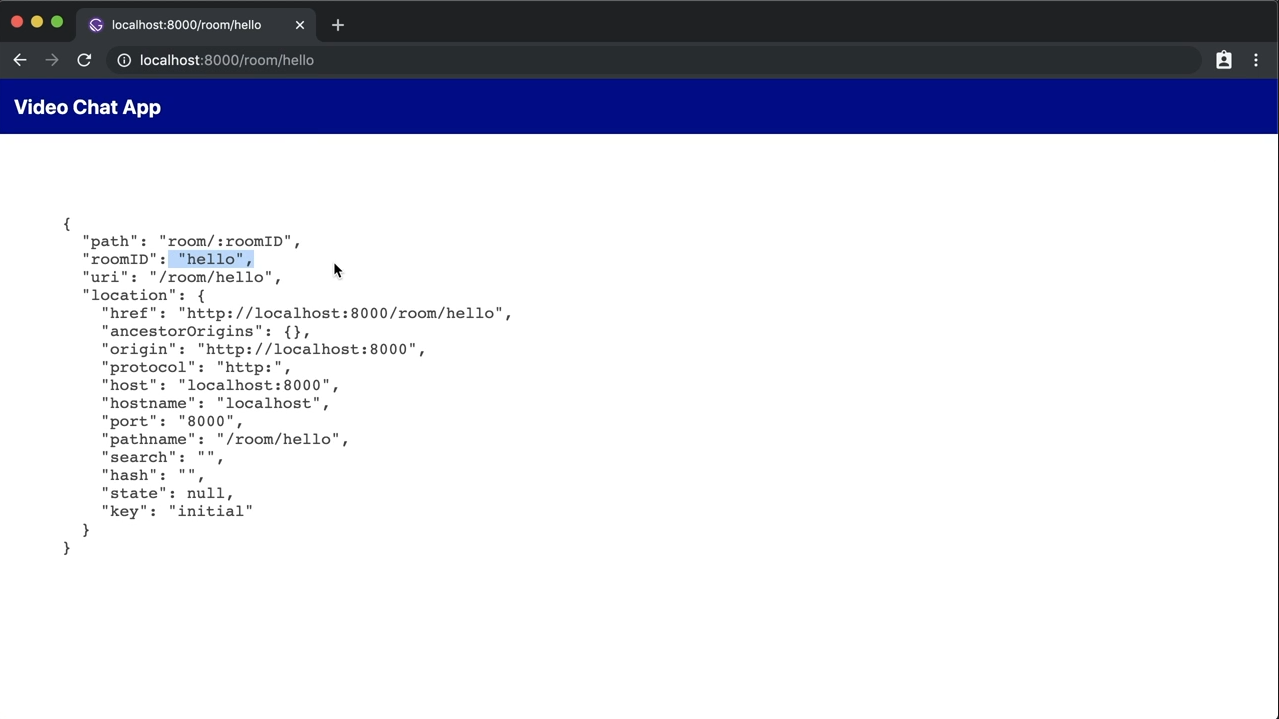 localhost:8000/room/hello
localhost:8000/room/hello
Video Chat App
{
"path": "room/:roomID",
"roomID": "hello",
"uri": "/room/hello",
"location": {
"href": "http://localhost:8000/room/hello",
"ancestorOrigins": {},
"origin": "http://localhost:8000",
"protocol": "http:",
"host": "localhost:8000",
"hostname": "localhost",
"port": "8000",
"pathname": "/room/hello",
"search": "",
"hash": "",
"state": null,
"key": "initial"
}
}